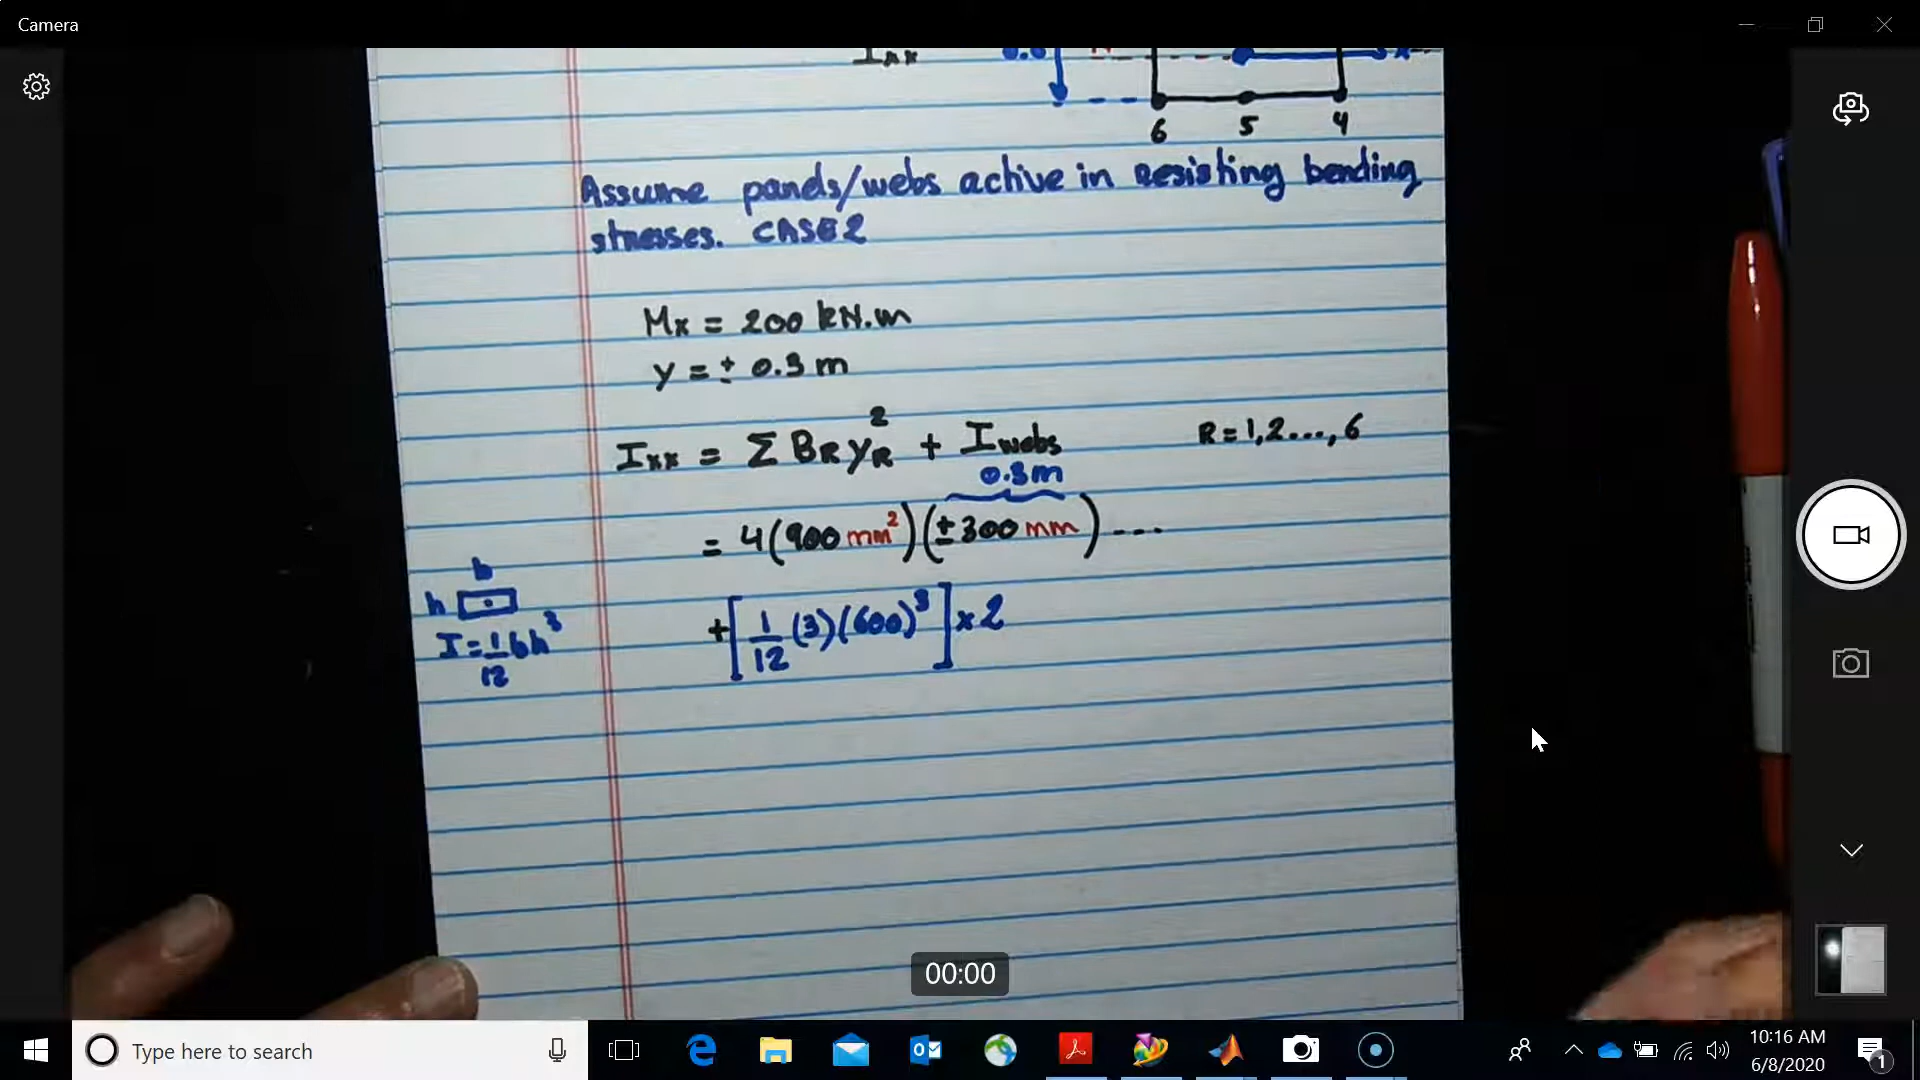 Camera
Ixx
6 5 4
Assume panels/webs active in resisting bending
stresses. CASE 2
Mx = 200 kN.m
y = ± 0.3 m
Ixx = Σ BR yR² + Iwebs R = 1,2...,6
0.3m
= 4(900 mm²)(±300 mm) ...
+[1/12 (3)(600)³] x 2
b
h
I = 1/12 bh³
00:00
Type here to search
10:16 AM
6/8/2020
1